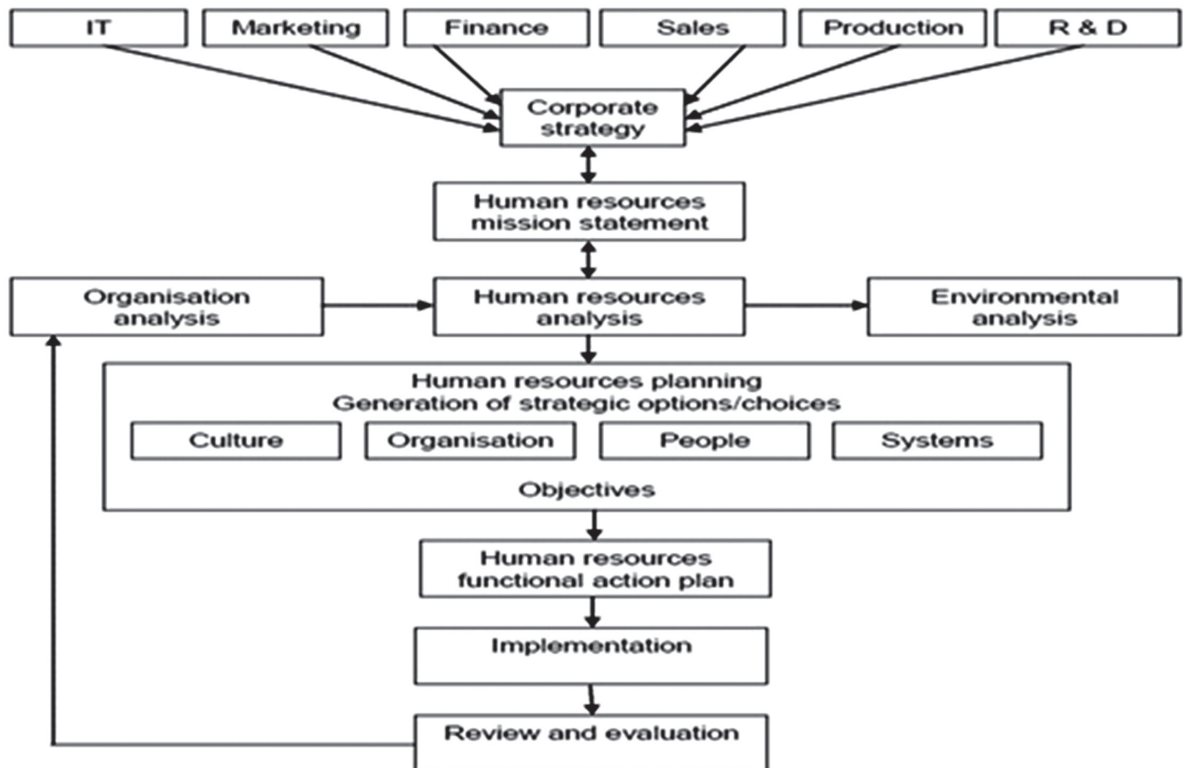 IT
Marketing
Finance
Sales
Production
R & D
Corporate
strategy
Human resources
mission statement
Organisation
analysis
Human resources
analysis
Environmental
analysis
Human resources planning
Generation of strategic options/choices
Culture
Organisation
People
Systems
Objectives
Human resources
functional action plan
Implementation
Review and evaluation